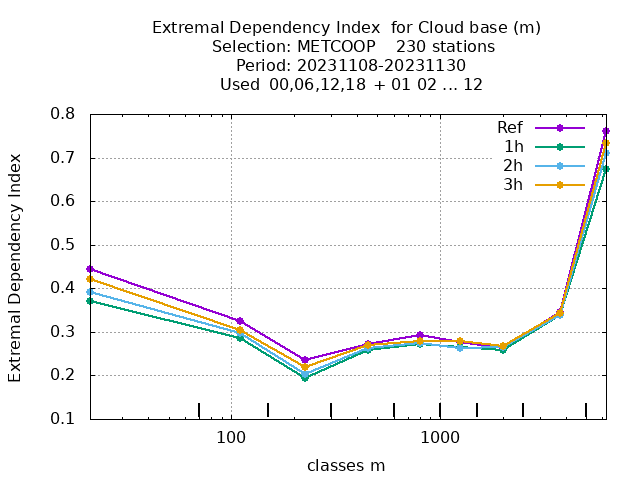 Extremal Dependency Index  for Cloud base (m)
Selection: METCOOP    230 stations
Period: 20231108-20231130
Used  00,06,12,18  + 01 02 ... 12
Ref
1h
2h
3h
Extremal Dependency Index
0.8
0.7
0.6
0.5
0.4
0.3
0.2
0.1
100
1000
classes m